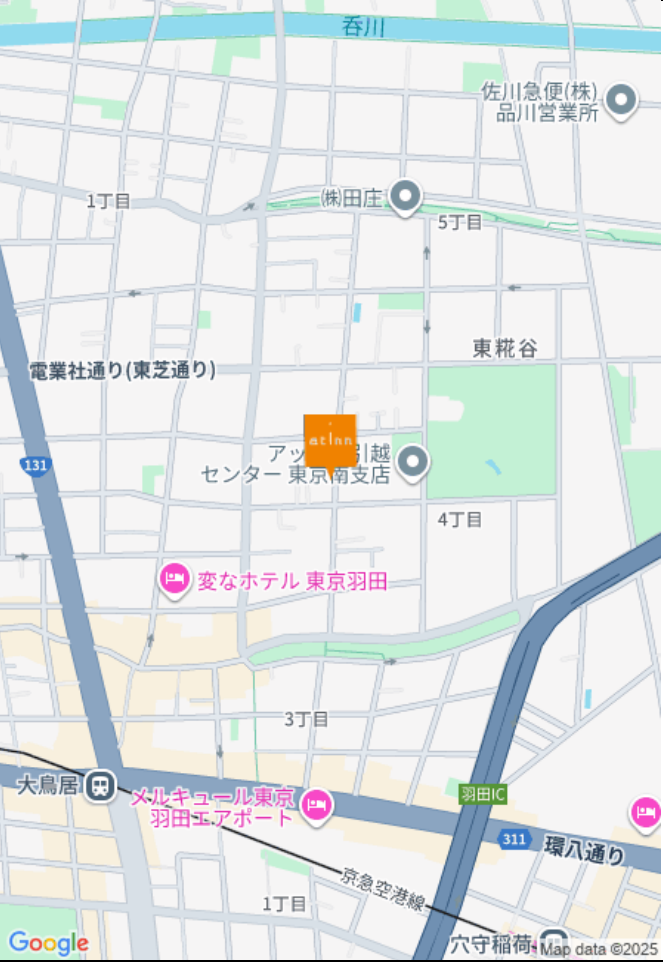 呑川
佐川急便(株)
品川営業所
1丁目
㈱田庄
5丁目
東糀谷
電業社通り(東芝通り)
atinn
アッ
引越
センター 東京南支店
131
4丁目
変なホテル 東京羽田
3丁目
大鳥居
メルキュール東京
羽田エアポート
羽田IC
311
環八通り
京急空港線
1丁目
穴守稲荷
Google
Map data ©2025